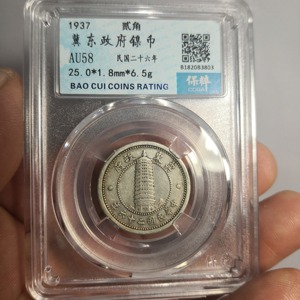 1937 贰角
冀东政府镍币
AU58 民国二十六年
25.0*1.8mm*6.5g
BAO CUI COINS RATING
8182083803
保粹